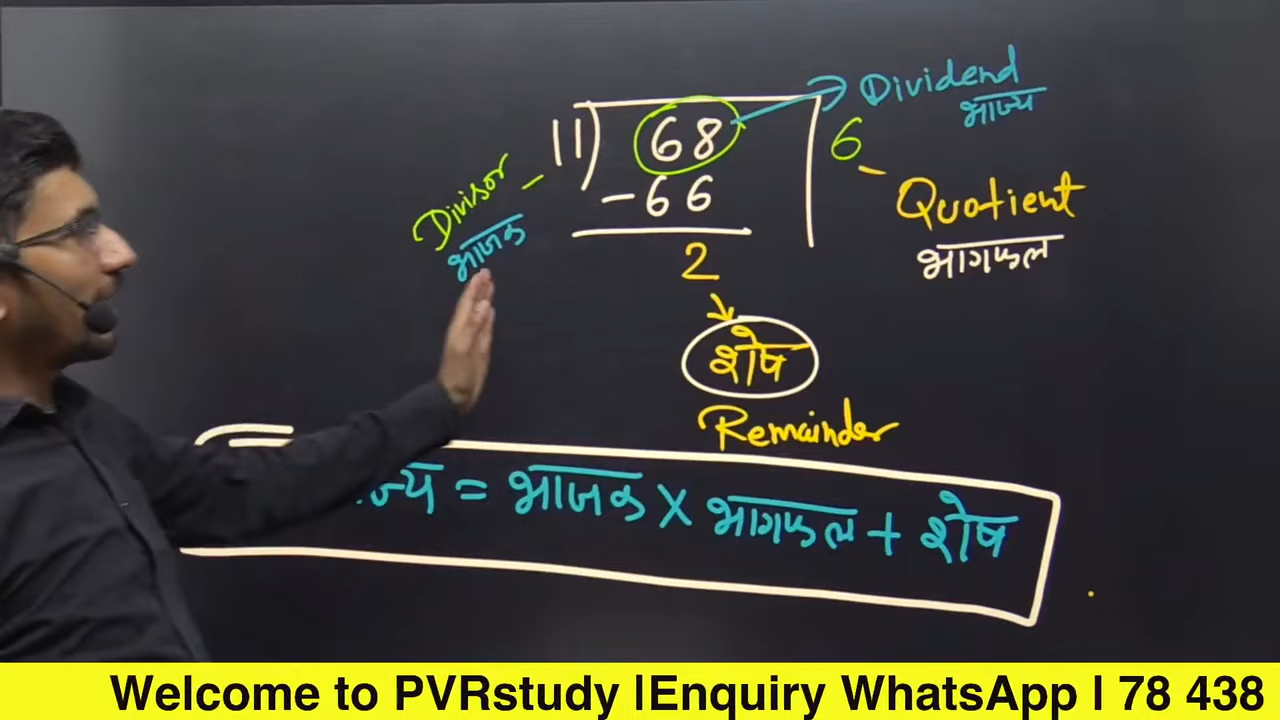 Dividend
भाज्य
11) 68 6
Divisor
भाजक
-66
Quotient
भागफल
2
शेष
Remainder
= भाजक × भागफल + शेष
Welcome to PVRstudy |Enquiry WhatsApp I 78 438